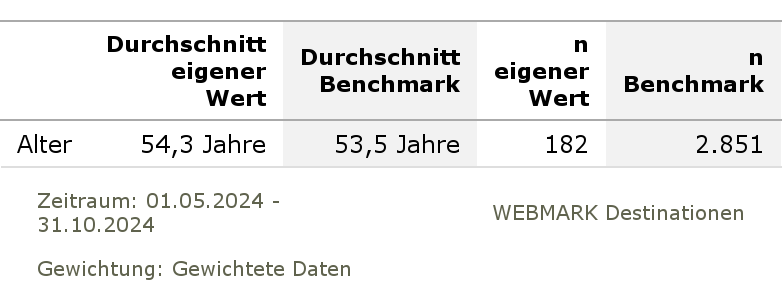 Durchschnitt eigener Wert Durchschnitt Benchmark n eigener Wert n Benchmark
Alter 54,3 Jahre 53,5 Jahre 182 2.851
Zeitraum: 01.05.2024 -
31.10.2024
WEBMARK Destinationen
Gewichtung: Gewichtete Daten